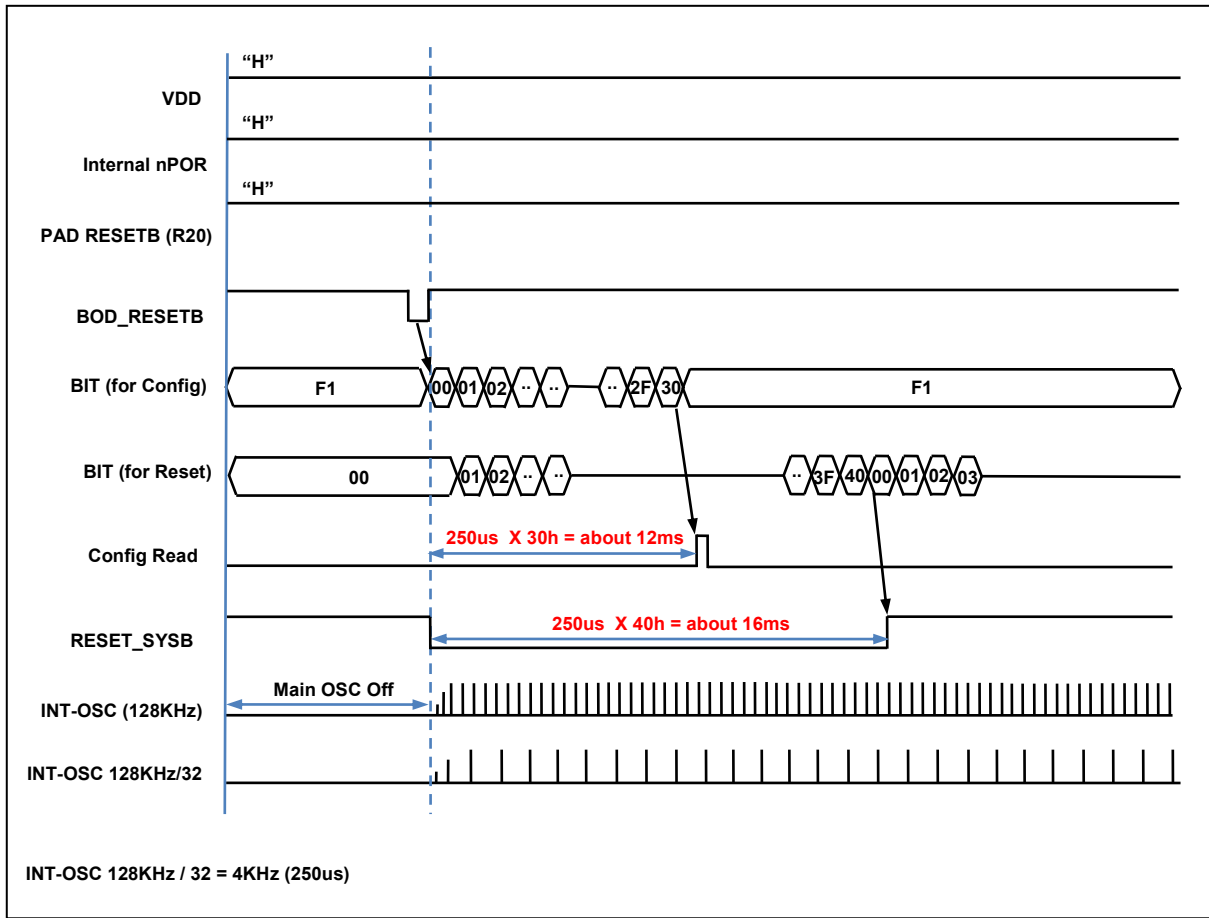 “H”
VDD
“H”
Internal nPOR
“H”
PAD RESETB (R20)
BOD_RESETB
BIT (for Config)
F1 00 01 02 .. .. .. 2F 30 F1
BIT (for Reset)
00 01 02 .. .. .. 3F 40 00 01 02 03
250us X 30h = about 12ms
Config Read
250us X 40h = about 16ms
RESET_SYSB
Main OSC Off
INT-OSC (128KHz)
INT-OSC 128KHz/32
INT-OSC 128KHz / 32 = 4KHz (250us)